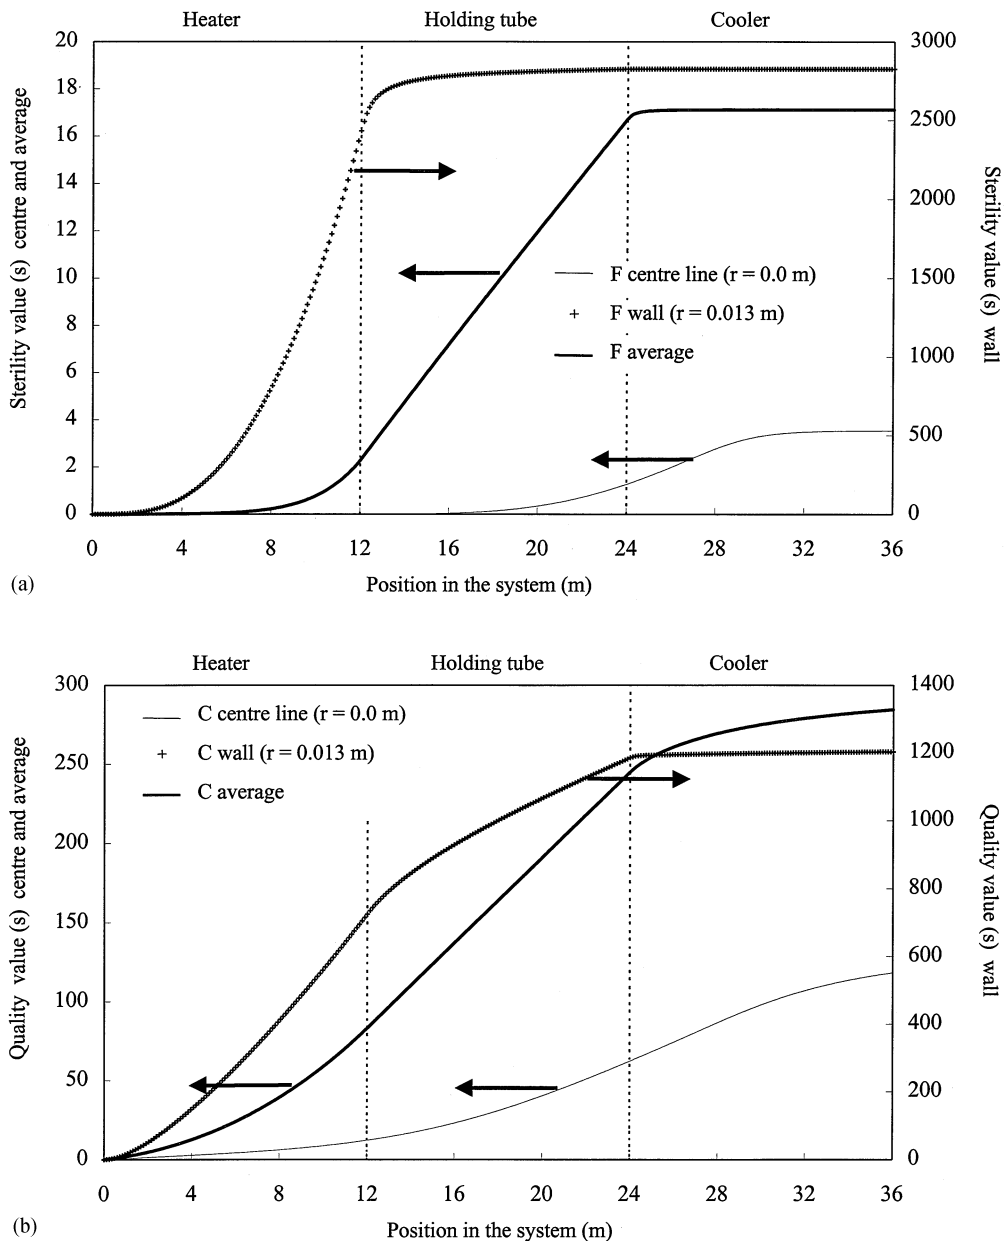 Heater Holding tube Cooler
20 3000
18
16 2500
14
12 2000
10 1500
8
6 1000
4
2 500
0 0
Sterility value (s) centre and average
Sterility value (s) wall
F centre line (r = 0.0 m)
F wall (r = 0.013 m)
F average
0 4 8 12 16 20 24 28 32 36
Position in the system (m)
(a)
Heater Holding tube Cooler
300 1400
250 1200
200 1000
150 800
100 600
50 400
0 200
0
Quality value (s) centre and average
Quality value (s) wall
C centre line (r = 0.0 m)
C wall (r = 0.013 m)
C average
0 4 8 12 16 20 24 28 32 36
Position in the system (m)
(b)